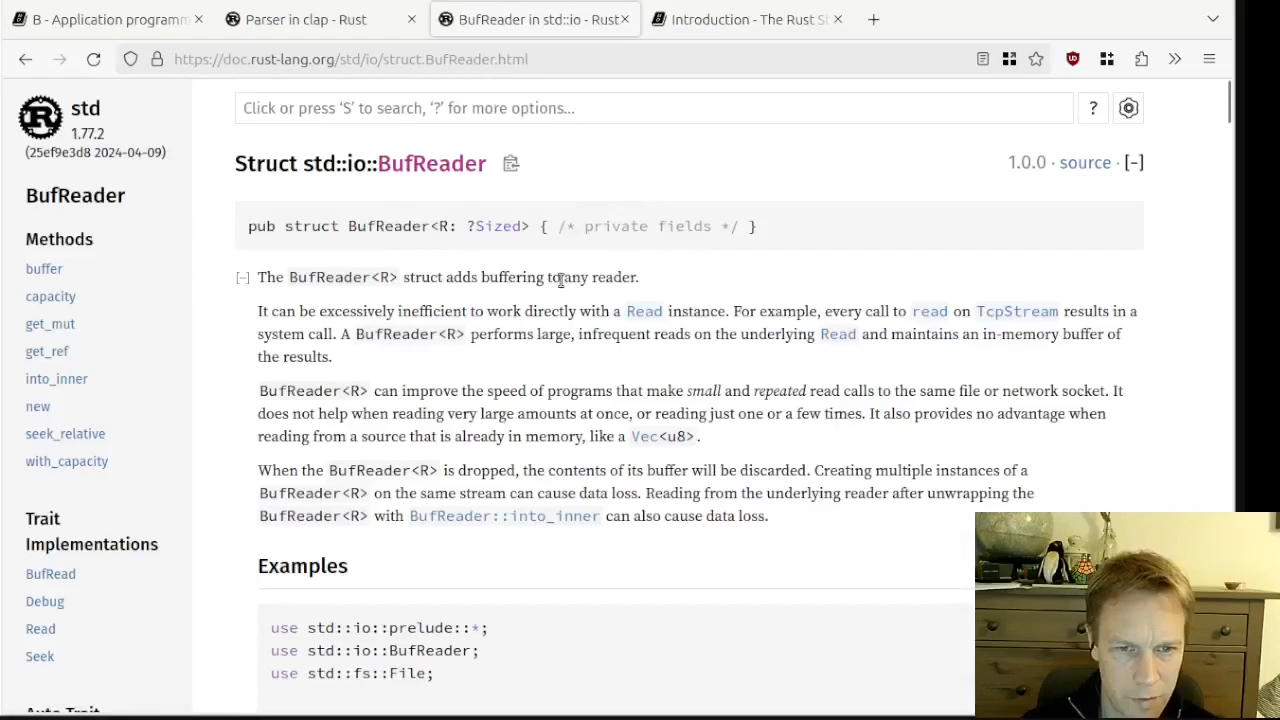 B - Application programm
Parser in clap - Rust
BufReader in std::io - Rust
Introduction - The Rust S
https://doc.rust-lang.org/std/io/struct.BufReader.html
std
1.77.2
(25ef9e3d8 2024-04-09)
BufReader
Methods
buffer
capacity
get_mut
get_ref
into_inner
new
seek_relative
with_capacity
Trait
Implementations
BufRead
Debug
Read
Seek
Auto Trait
Click or press ‘S’ to search, ‘?’ for more options…
?
Struct std::io::BufReader
1.0.0 · source · [-]
pub struct BufReader<R: ?Sized> { /* private fields */ }
[−] The BufReader<R> struct adds buffering to any reader.
It can be excessively inefficient to work directly with a Read instance. For example, every call to read on TcpStream results in a
system call. A BufReader<R> performs large, infrequent reads on the underlying Read and maintains an in-memory buffer of
the results.
BufReader<R> can improve the speed of programs that make small and repeated read calls to the same file or network socket. It
does not help when reading very large amounts at once, or reading just one or a few times. It also provides no advantage when
reading from a source that is already in memory, like a Vec<u8>.
When the BufReader<R> is dropped, the contents of its buffer will be discarded. Creating multiple instances of a
BufReader<R> on the same stream can cause data loss. Reading from the underlying reader after unwrapping the
BufReader<R> with BufReader::into_inner can also cause data loss.
Examples
use std::io::prelude::*;
use std::io::BufReader;
use std::fs::File;